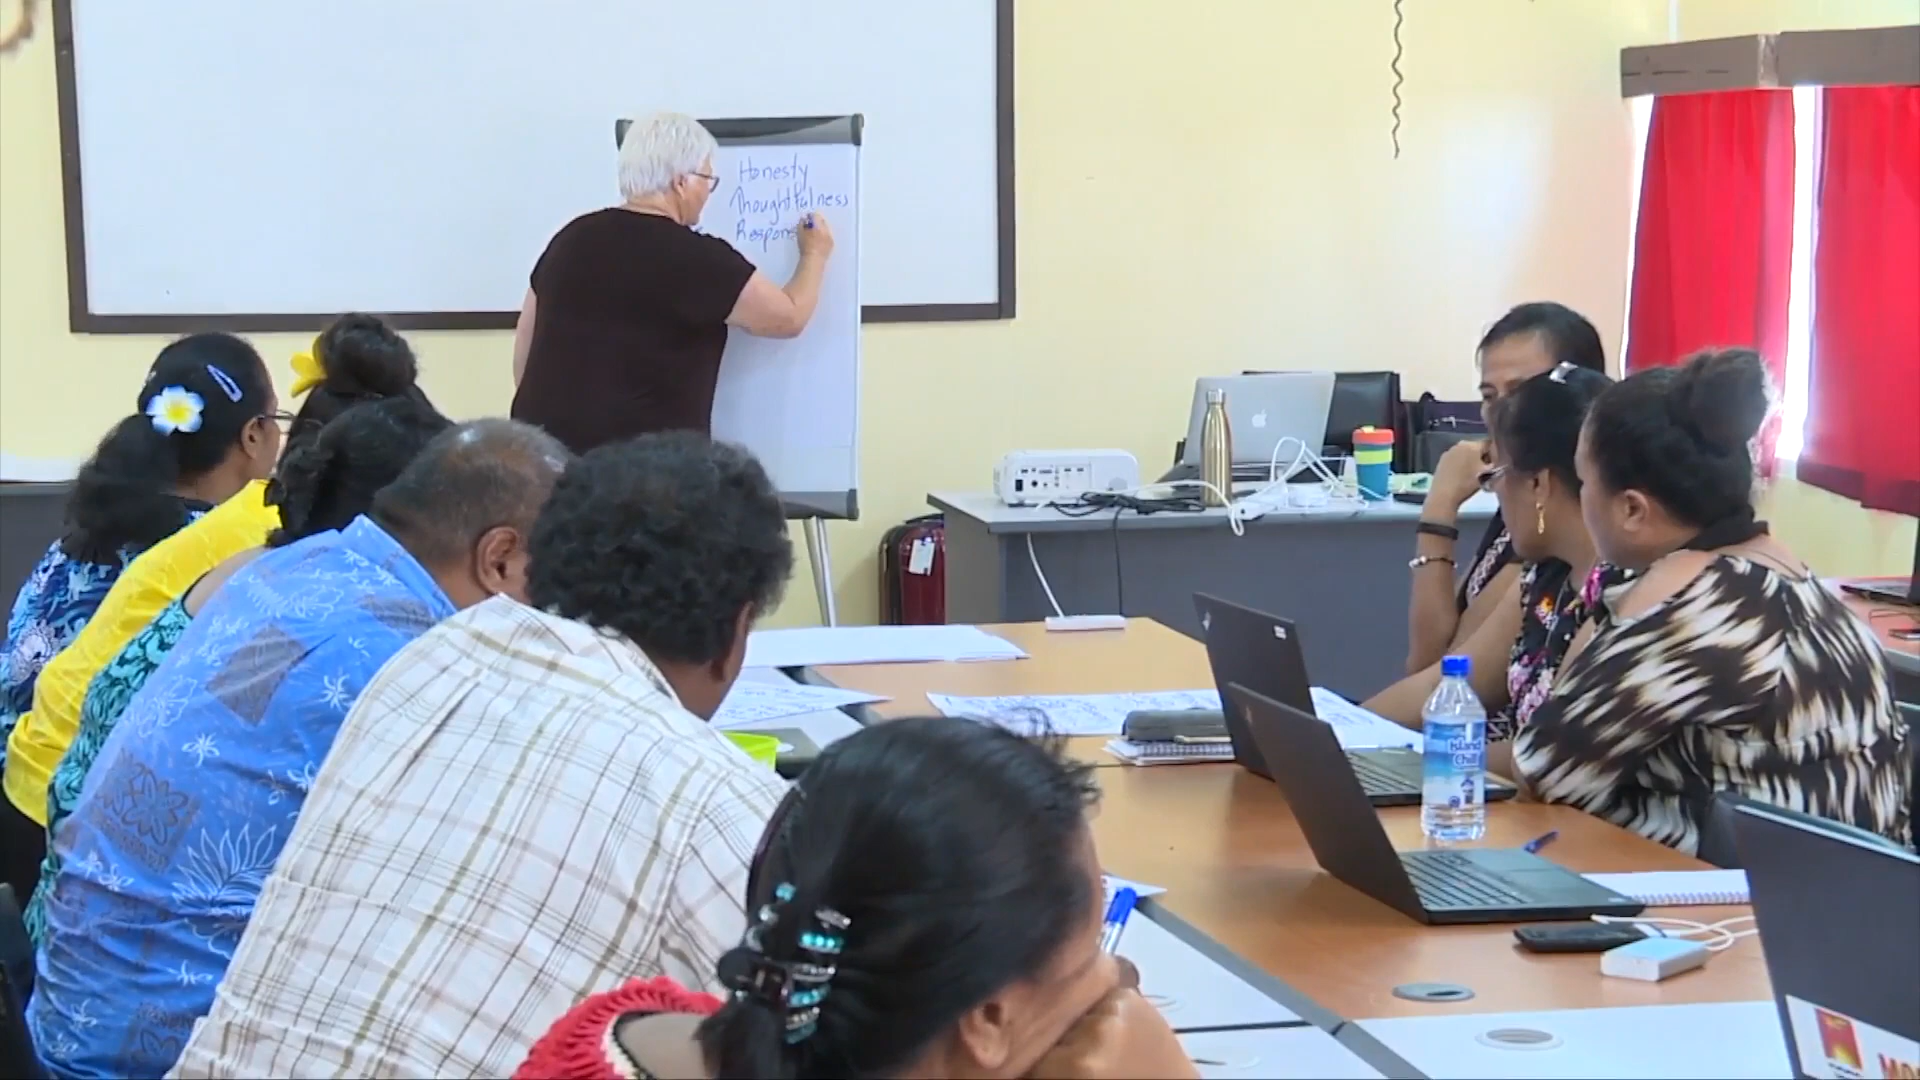 Honesty
Thoughtfulness
Respons
Island
Chill